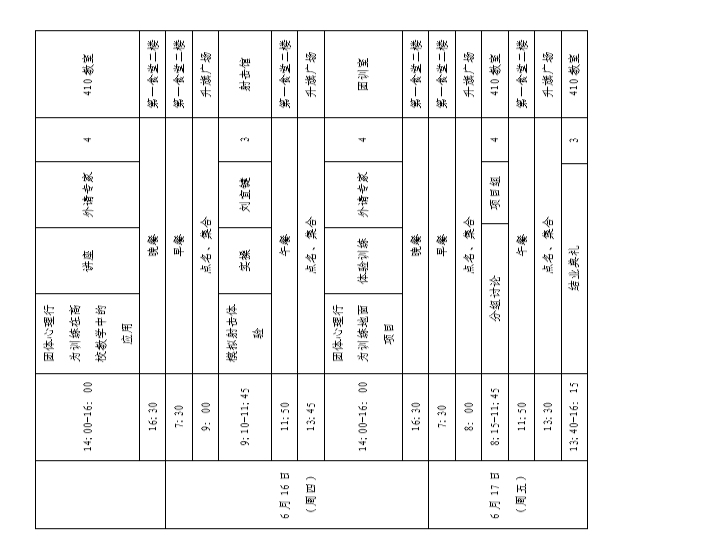 14:00-16:00 团体心理行为训练在高校教学中的应用 讲座 外请专家 4 410教室
16:30 晚餐 第一食堂二楼
6月16日（周四）
7:30 早餐 第一食堂二楼
9:00 点名、集合 升旗广场
9:10-11:45 模拟射击体验 实操 刘宜键 3 射击馆
11:50 午餐 第一食堂二楼
13:45 点名、集合 升旗广场
14:00-16:00 团体心理行为训练地面项目 体验训练 外请专家 4 团训室
16:30 晚餐 第一食堂二楼
6月17日（周五）
7:30 早餐 第一食堂二楼
8:00 点名、集合 升旗广场
8:15-11:45 分组讨论 项目组 4 410教室
11:50 午餐 第一食堂二楼
13:30 点名、集合 升旗广场
13:40-16:15 结业典礼 3 410教室